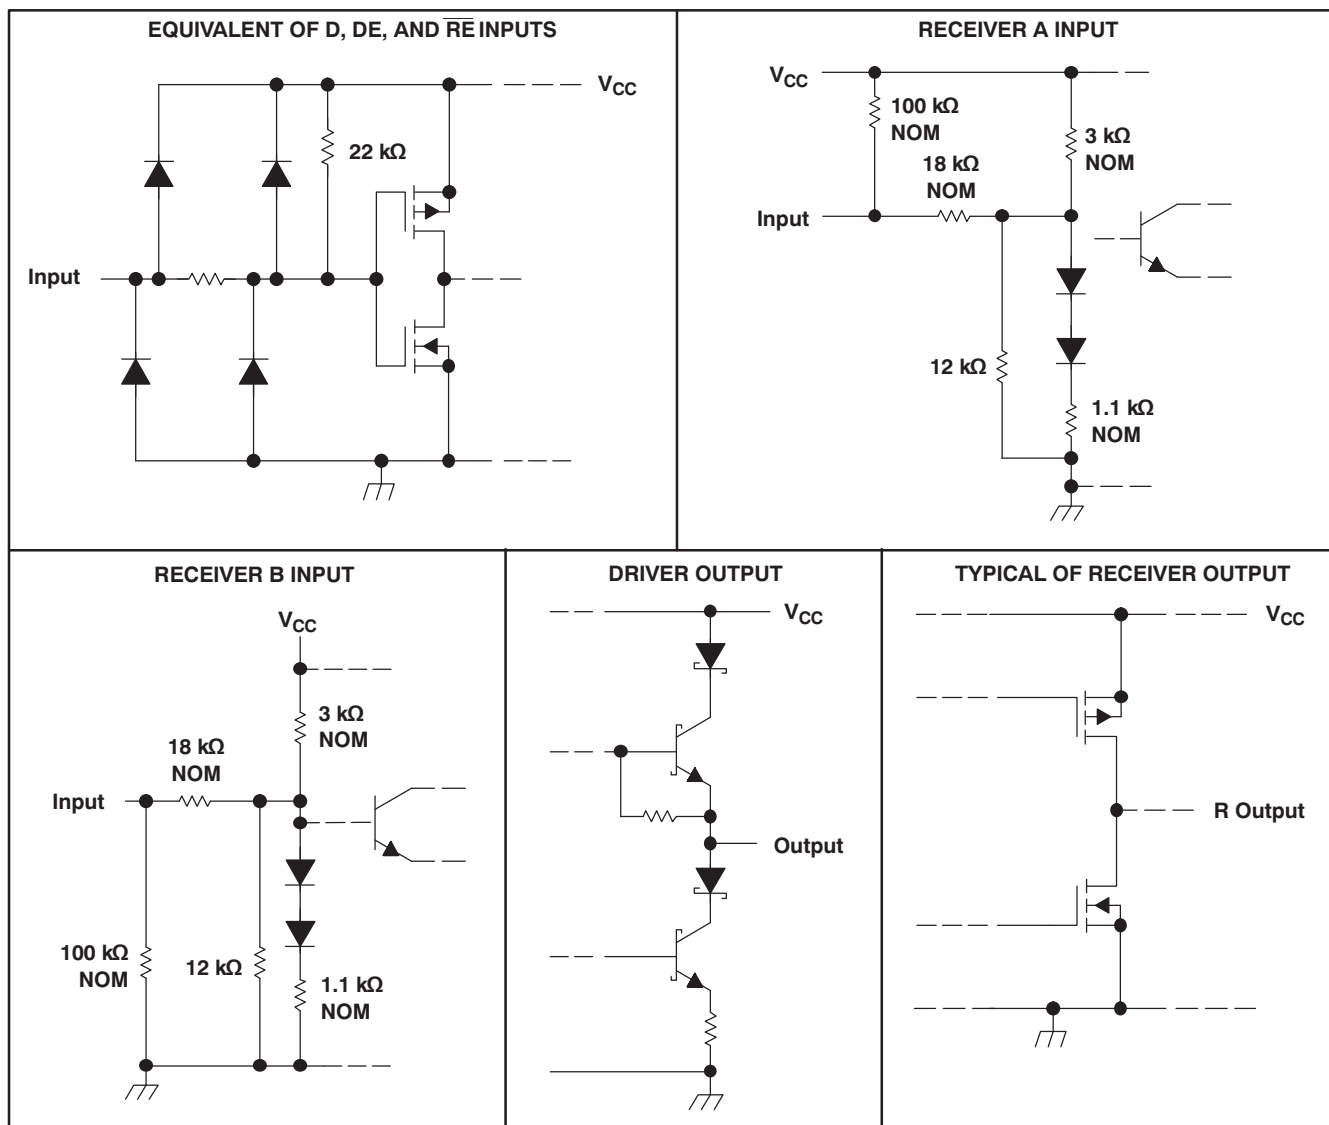 EQUIVALENT OF D, DE, AND R̅E̅ INPUTS
VCC
22 kΩ
Input
RECEIVER A INPUT
VCC
100 kΩ
NOM
3 kΩ
NOM
18 kΩ
NOM
Input
12 kΩ
1.1 kΩ
NOM
RECEIVER B INPUT
VCC
3 kΩ
NOM
18 kΩ
NOM
Input
100 kΩ
NOM
12 kΩ
1.1 kΩ
NOM
DRIVER OUTPUT
VCC
Output
TYPICAL OF RECEIVER OUTPUT
VCC
R Output